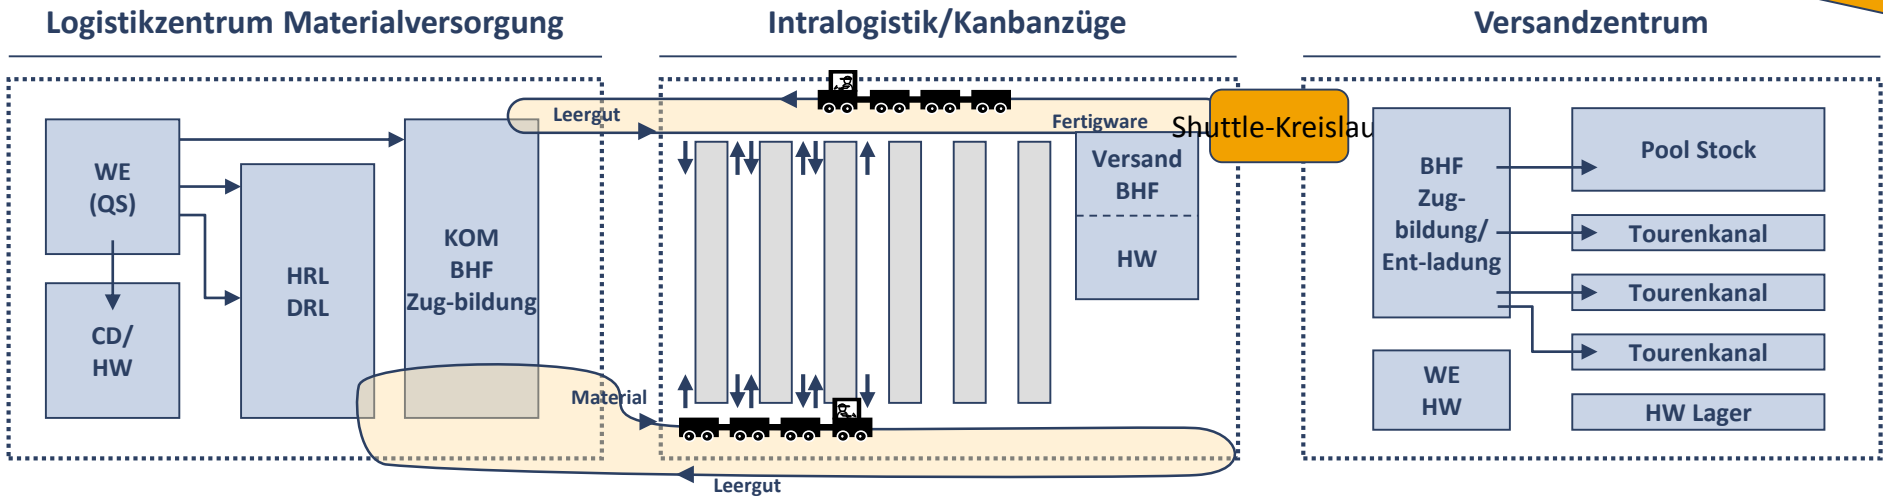 Logistikzentrum Materialversorgung
WE
(QS)
CD/
HW
HRL
DRL
KOM
BHF
Zug-bildung
Intralogistik/Kanbanzüge
Leergut
Fertigware
Versand
BHF
HW
Material
Leergut
Shuttle-Kreislau
Versandzentrum
BHF
Zug-
bildung/
Ent-ladung
WE
HW
Pool Stock
Tourenkanal
Tourenkanal
Tourenkanal
HW Lager